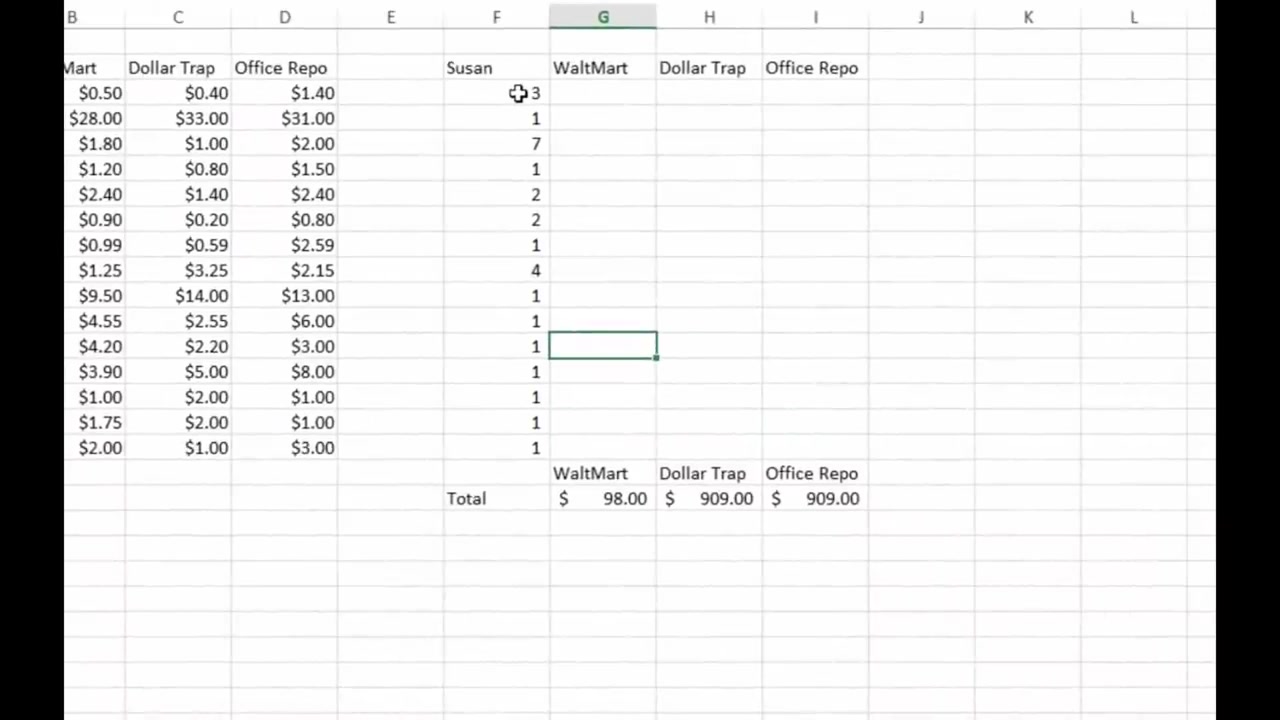 B C D E F G H I J K L
Mart Dollar Trap Office Repo Susan WaltMart Dollar Trap Office Repo
$0.50 $0.40 $1.40 3
$28.00 $33.00 $31.00 1
$1.80 $1.00 $2.00 7
$1.20 $0.80 $1.50 1
$2.40 $1.40 $2.40 2
$0.90 $0.20 $0.80 2
$0.99 $0.59 $2.59 1
$1.25 $3.25 $2.15 4
$9.50 $14.00 $13.00 1
$4.55 $2.55 $6.00 1
$4.20 $2.20 $3.00 1
$3.90 $5.00 $8.00 1
$1.00 $2.00 $1.00 1
$1.75 $2.00 $1.00 1
$2.00 $1.00 $3.00 1
WaltMart Dollar Trap Office Repo
Total $ 98.00 $ 909.00 $ 909.00